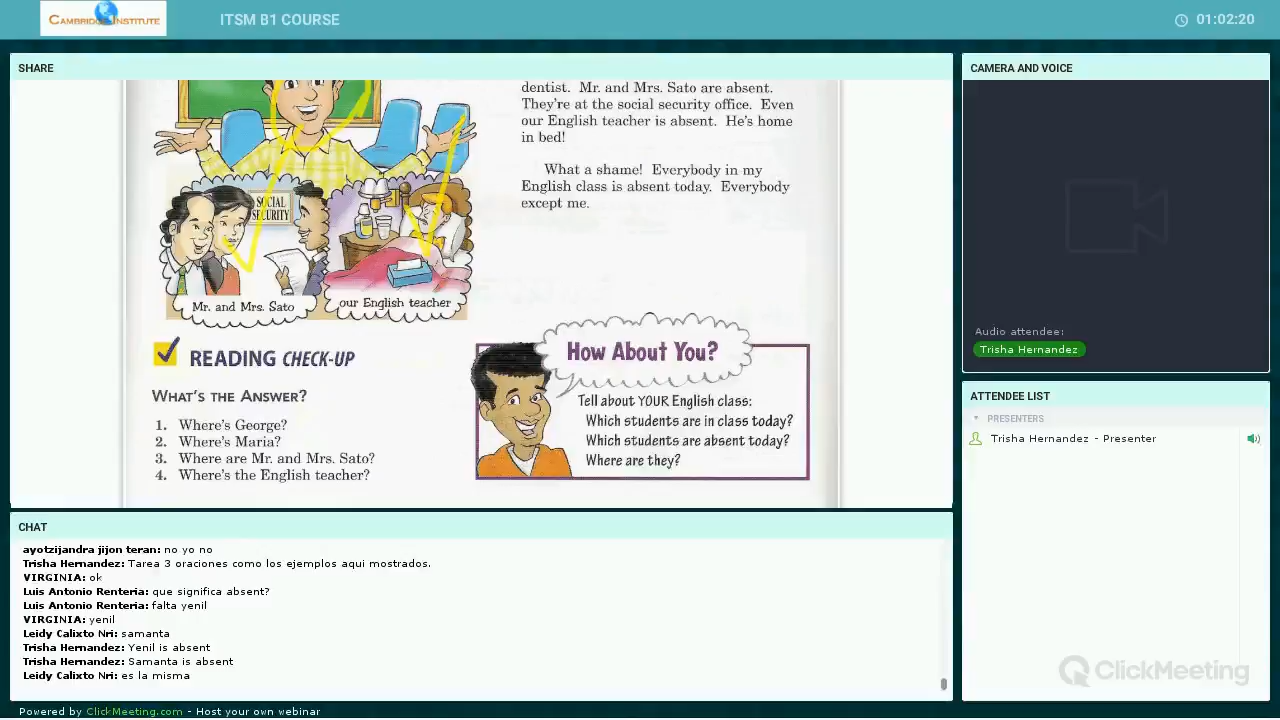 CAMBRIDGE INSTITUTE
ITSM B1 COURSE
01:02:20
SHARE
CAMERA AND VOICE
dentist. Mr. and Mrs. Sato are absent.
They're at the social security office. Even
our English teacher is absent. He's home
in bed!
What a shame! Everybody in my
English class is absent today. Everybody
except me.
SOCIAL
SECURITY
Mr. and Mrs. Sato
our English teacher
READING CHECK-UP
WHAT'S THE ANSWER?
1. Where's George?
2. Where's Maria?
3. Where are Mr. and Mrs. Sato?
4. Where's the English teacher?
How About You?
Tell about YOUR English class:
Which students are in class today?
Which students are absent today?
Where are they?
Audio attendee:
Trisha Hernandez
ATTENDEE LIST
PRESENTERS
Trisha Hernandez - Presenter
CHAT
ayotzijandra jijon teran: no yo no
Trisha Hernandez: Tarea 3 oraciones como los ejemplos aqui mostrados.
VIRGINIA: ok
Luis Antonio Renteria: que significa absent?
Luis Antonio Renteria: falta yenil
VIRGINIA: yenil
Leidy Calixto Nri: samanta
Trisha Hernandez: Yenil is absent
Trisha Hernandez: Samanta is absent
Leidy Calixto Nri: es la misma
ClickMeeting
Powered by ClickMeeting.com - Host your own webinar